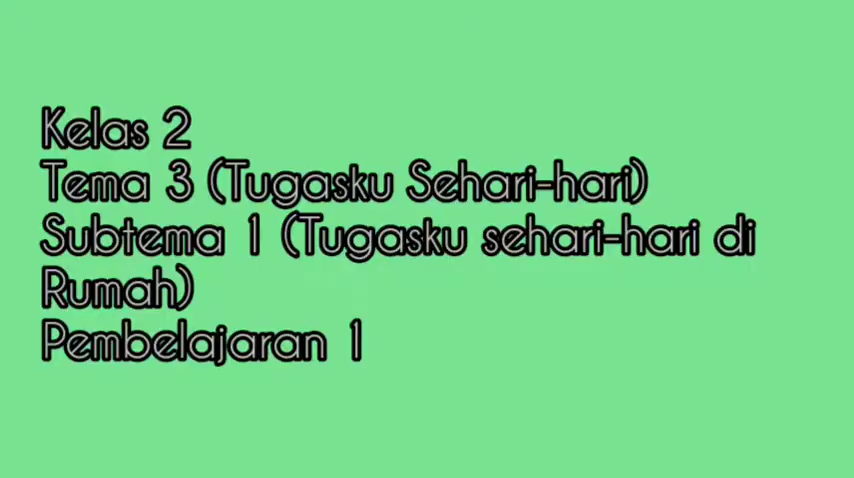 Kelas 2
Tema 3 (Tugasku Sehari-hari)
Subtema 1 (Tugasku sehari-hari di
Rumah)
Pembelajaran 1